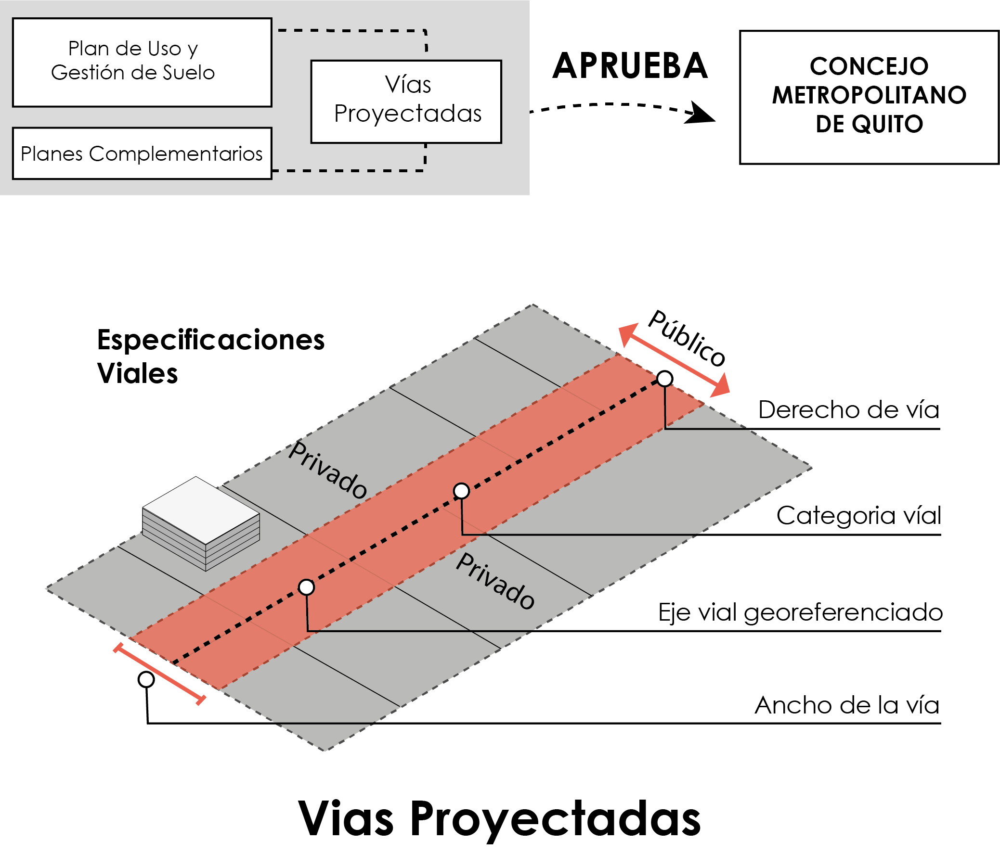 Plan de Uso y
Gestión de Suelo
Planes Complementarios
Vías
Proyectadas
APRUEBA
CONCEJO
METROPOLITANO
DE QUITO
Especificaciones
Viales
Público
Derecho de vía
Privado
Categoria víal
Privado
Eje vial georeferenciado
Ancho de la vía
Vias Proyectadas